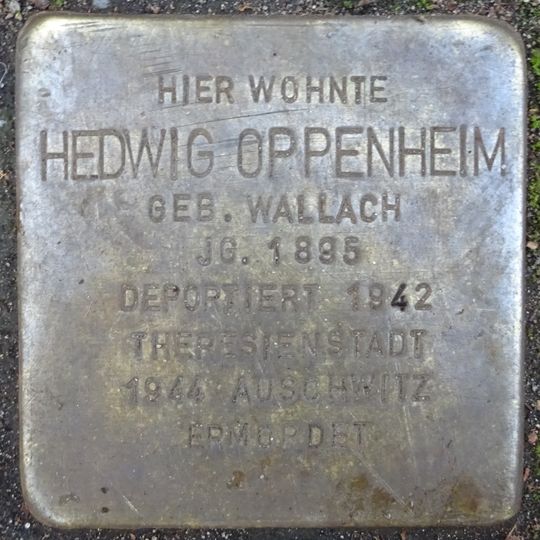 HIER WOHNTE
HEDWIG OPPENHEIM
GEB. WALLACH
JG. 1895
DEPORTIERT 1942
THERESIENSTADT
1944 AUSCHWITZ
ERMORDET